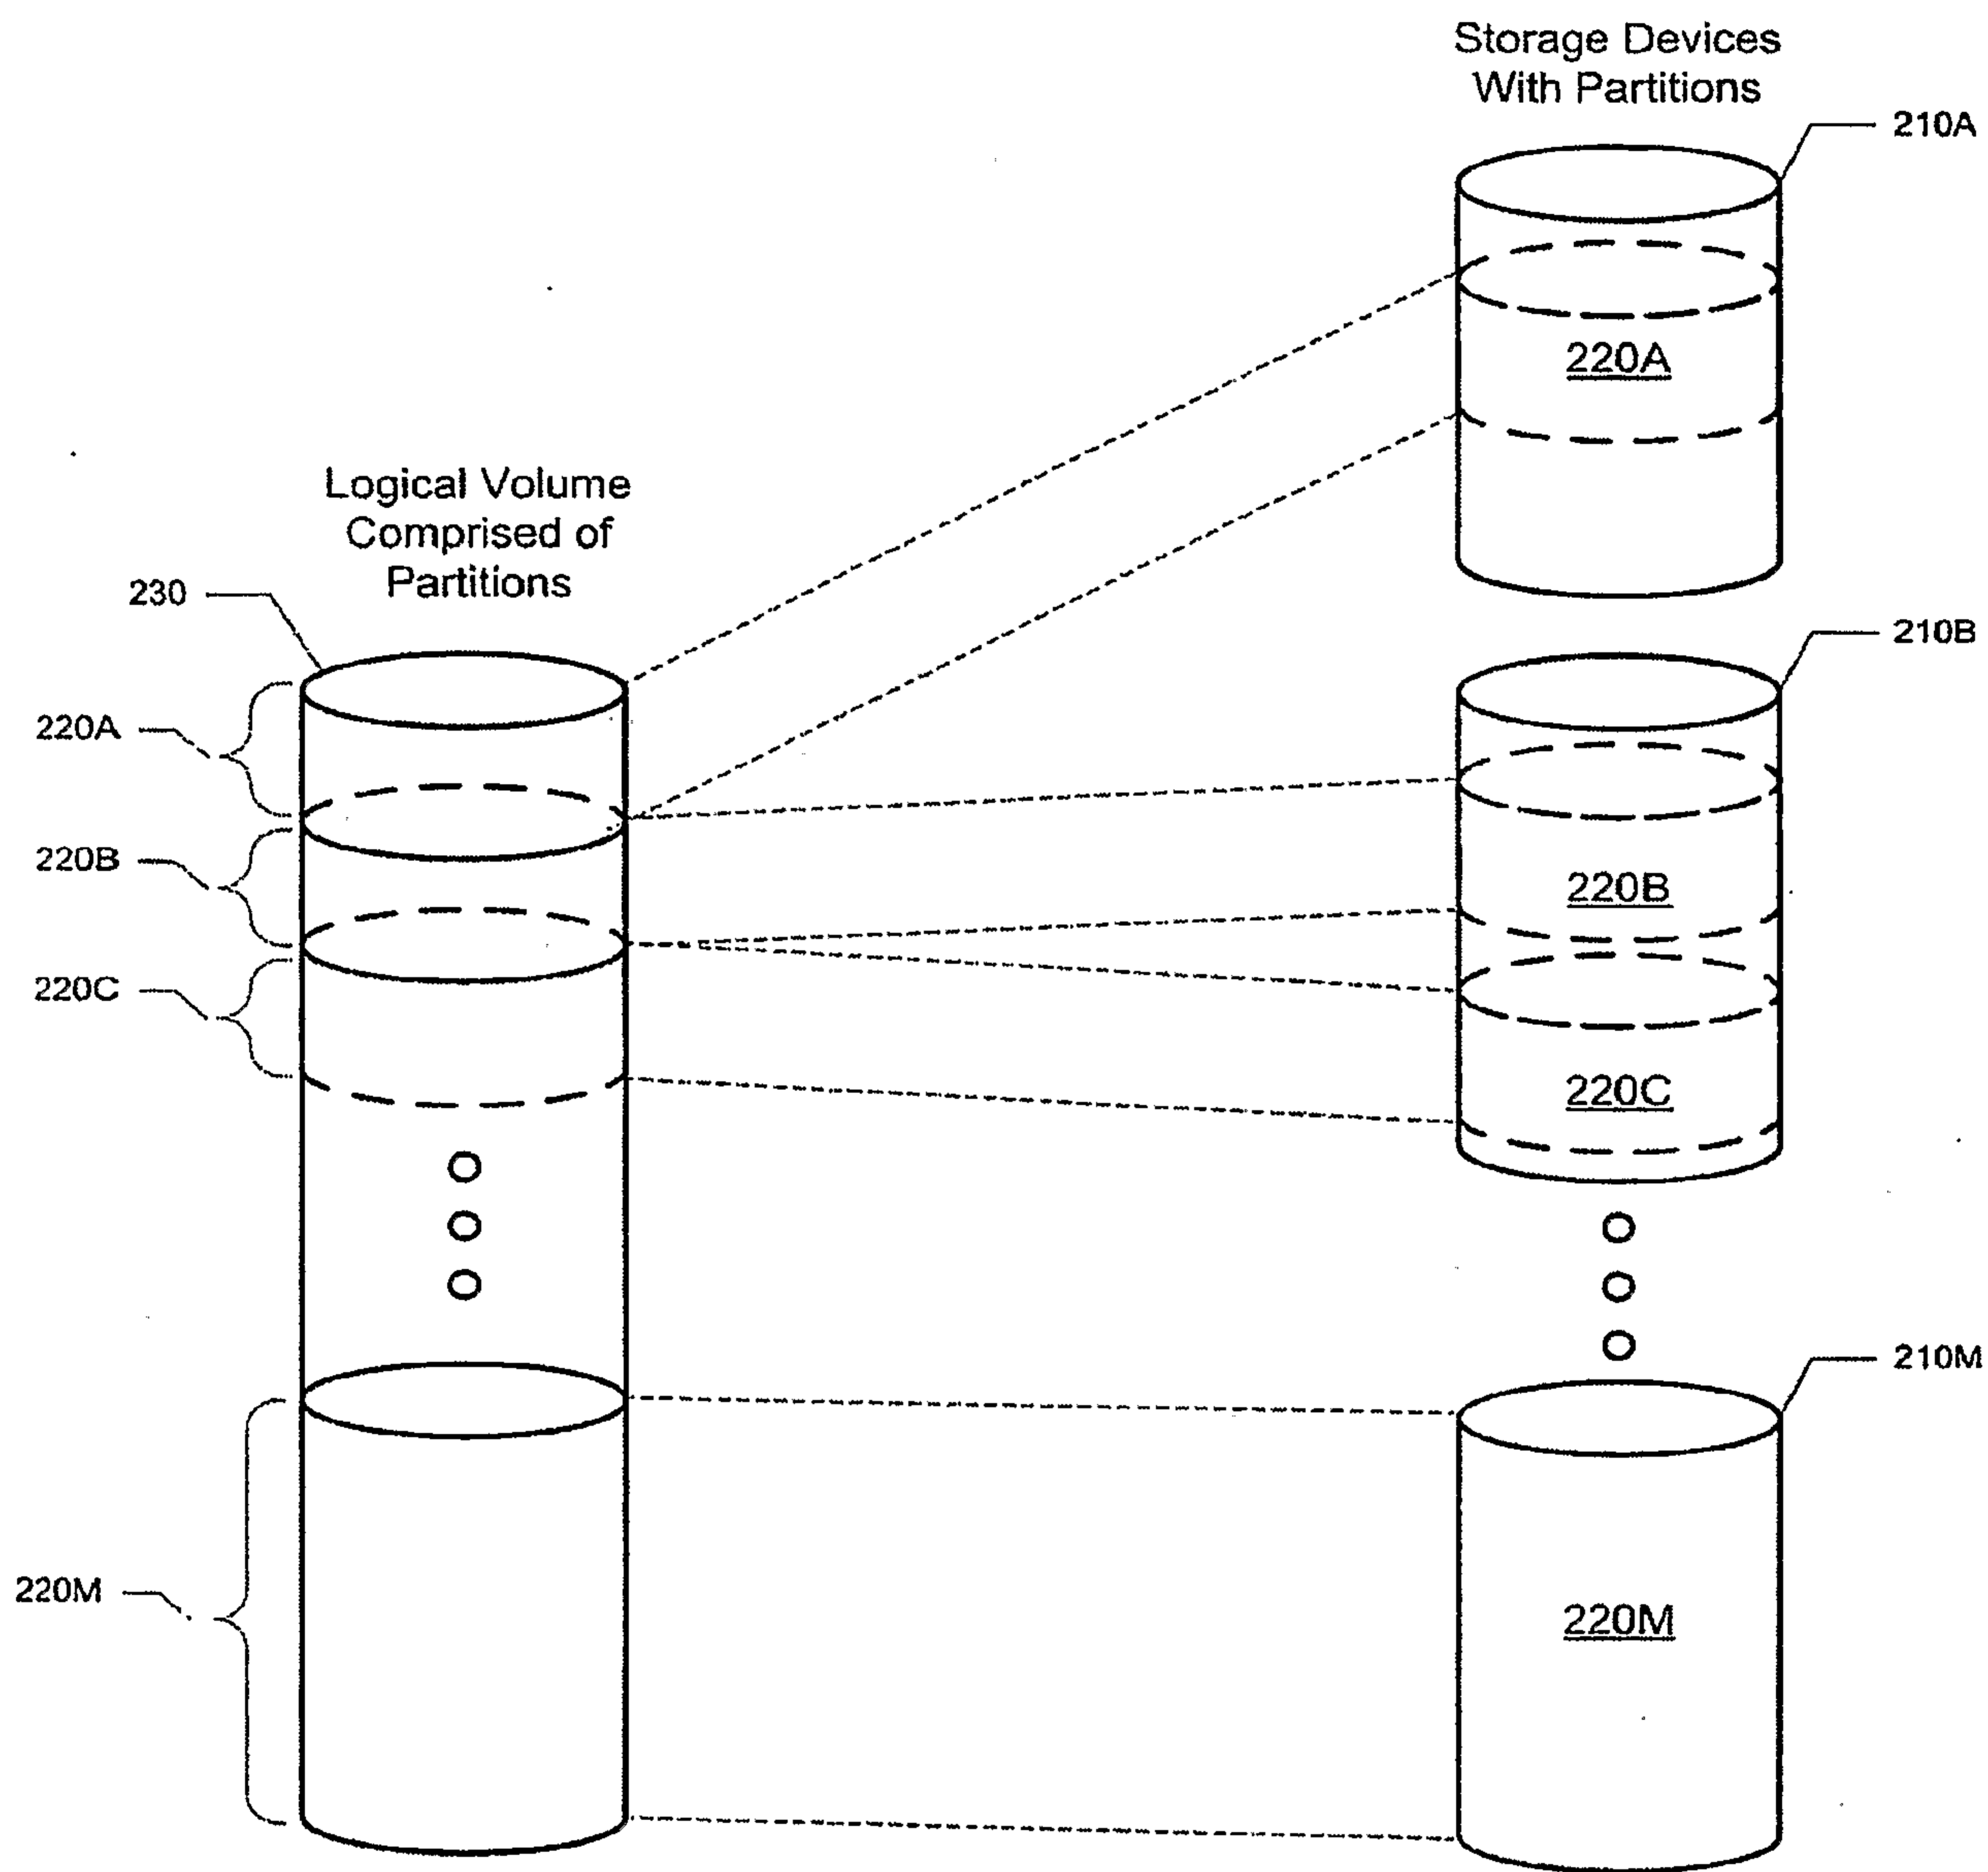 Storage Devices
With Partitions
210A
220A
Logical Volume
Comprised of
Partitions
230
210B
220A
220B
220B
220C
220C
210M
220M
220M